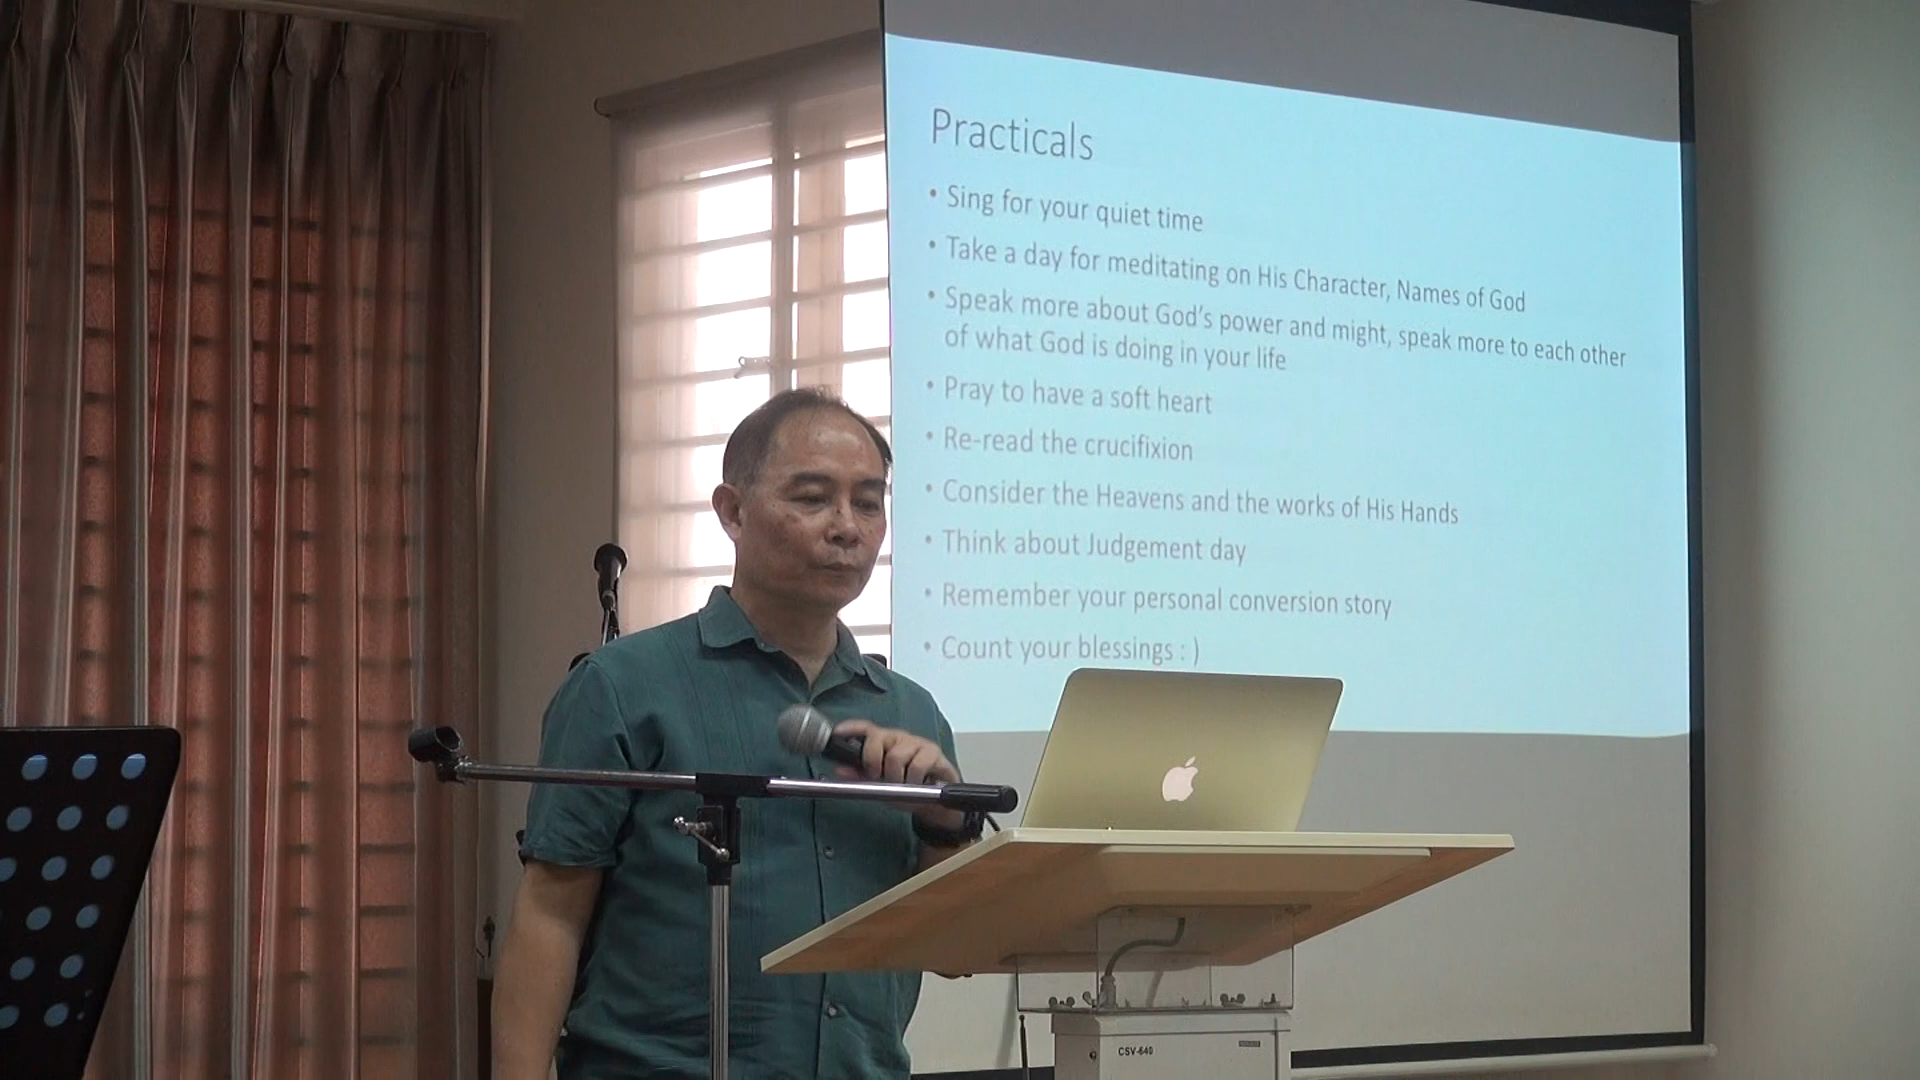 Practicals
• Sing for your quiet time
• Take a day for meditating on His Character, Names of God
• Speak more about God's power and might, speak more to each other
of what God is doing in your life
• Pray to have a soft heart
• Re-read the crucifixion
• Consider the Heavens and the works of His Hands
• Think about Judgement day
• Remember your personal conversion story
• Count your blessings : )
CSV-640